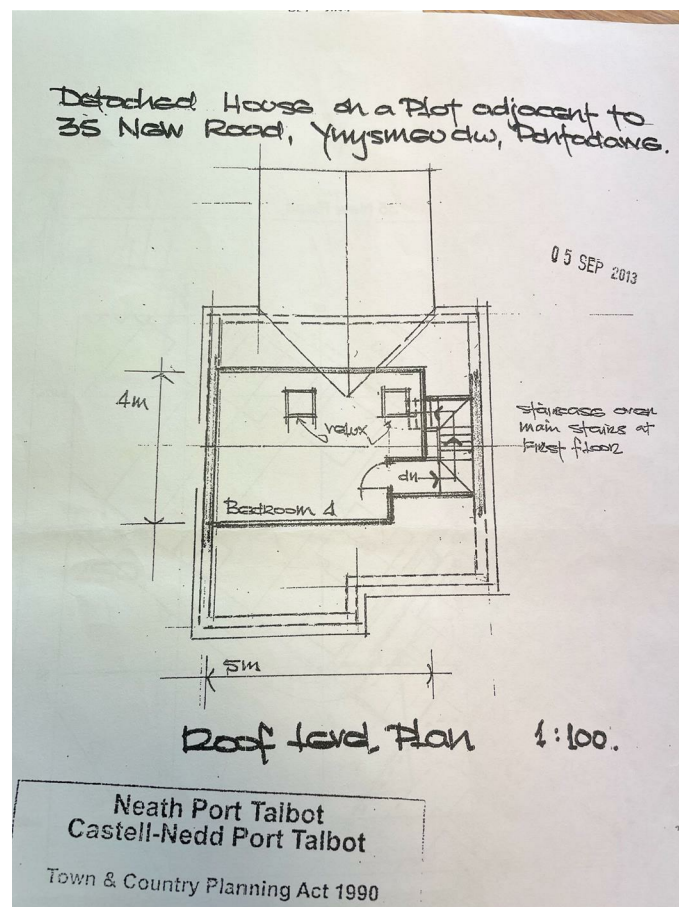 Detached House on a Plot adjacent to
35 New Road, Ynysmeudw, Pontadawe.
05 SEP 2013
4m
velux
staircase over
main stairs at
First floor
dn
Bedroom 4
5m
Roof Level Plan 1:100.
Neath Port Talbot
Castell-Nedd Port Talbot
Town & Country Planning Act 1990